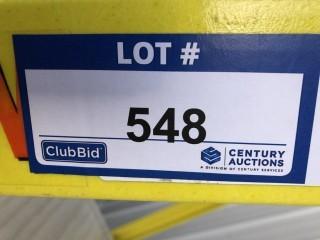 LOT #
548
ClubBid
CENTURY
AUCTIONS
A DIVISION OF CENTURY SERVICES